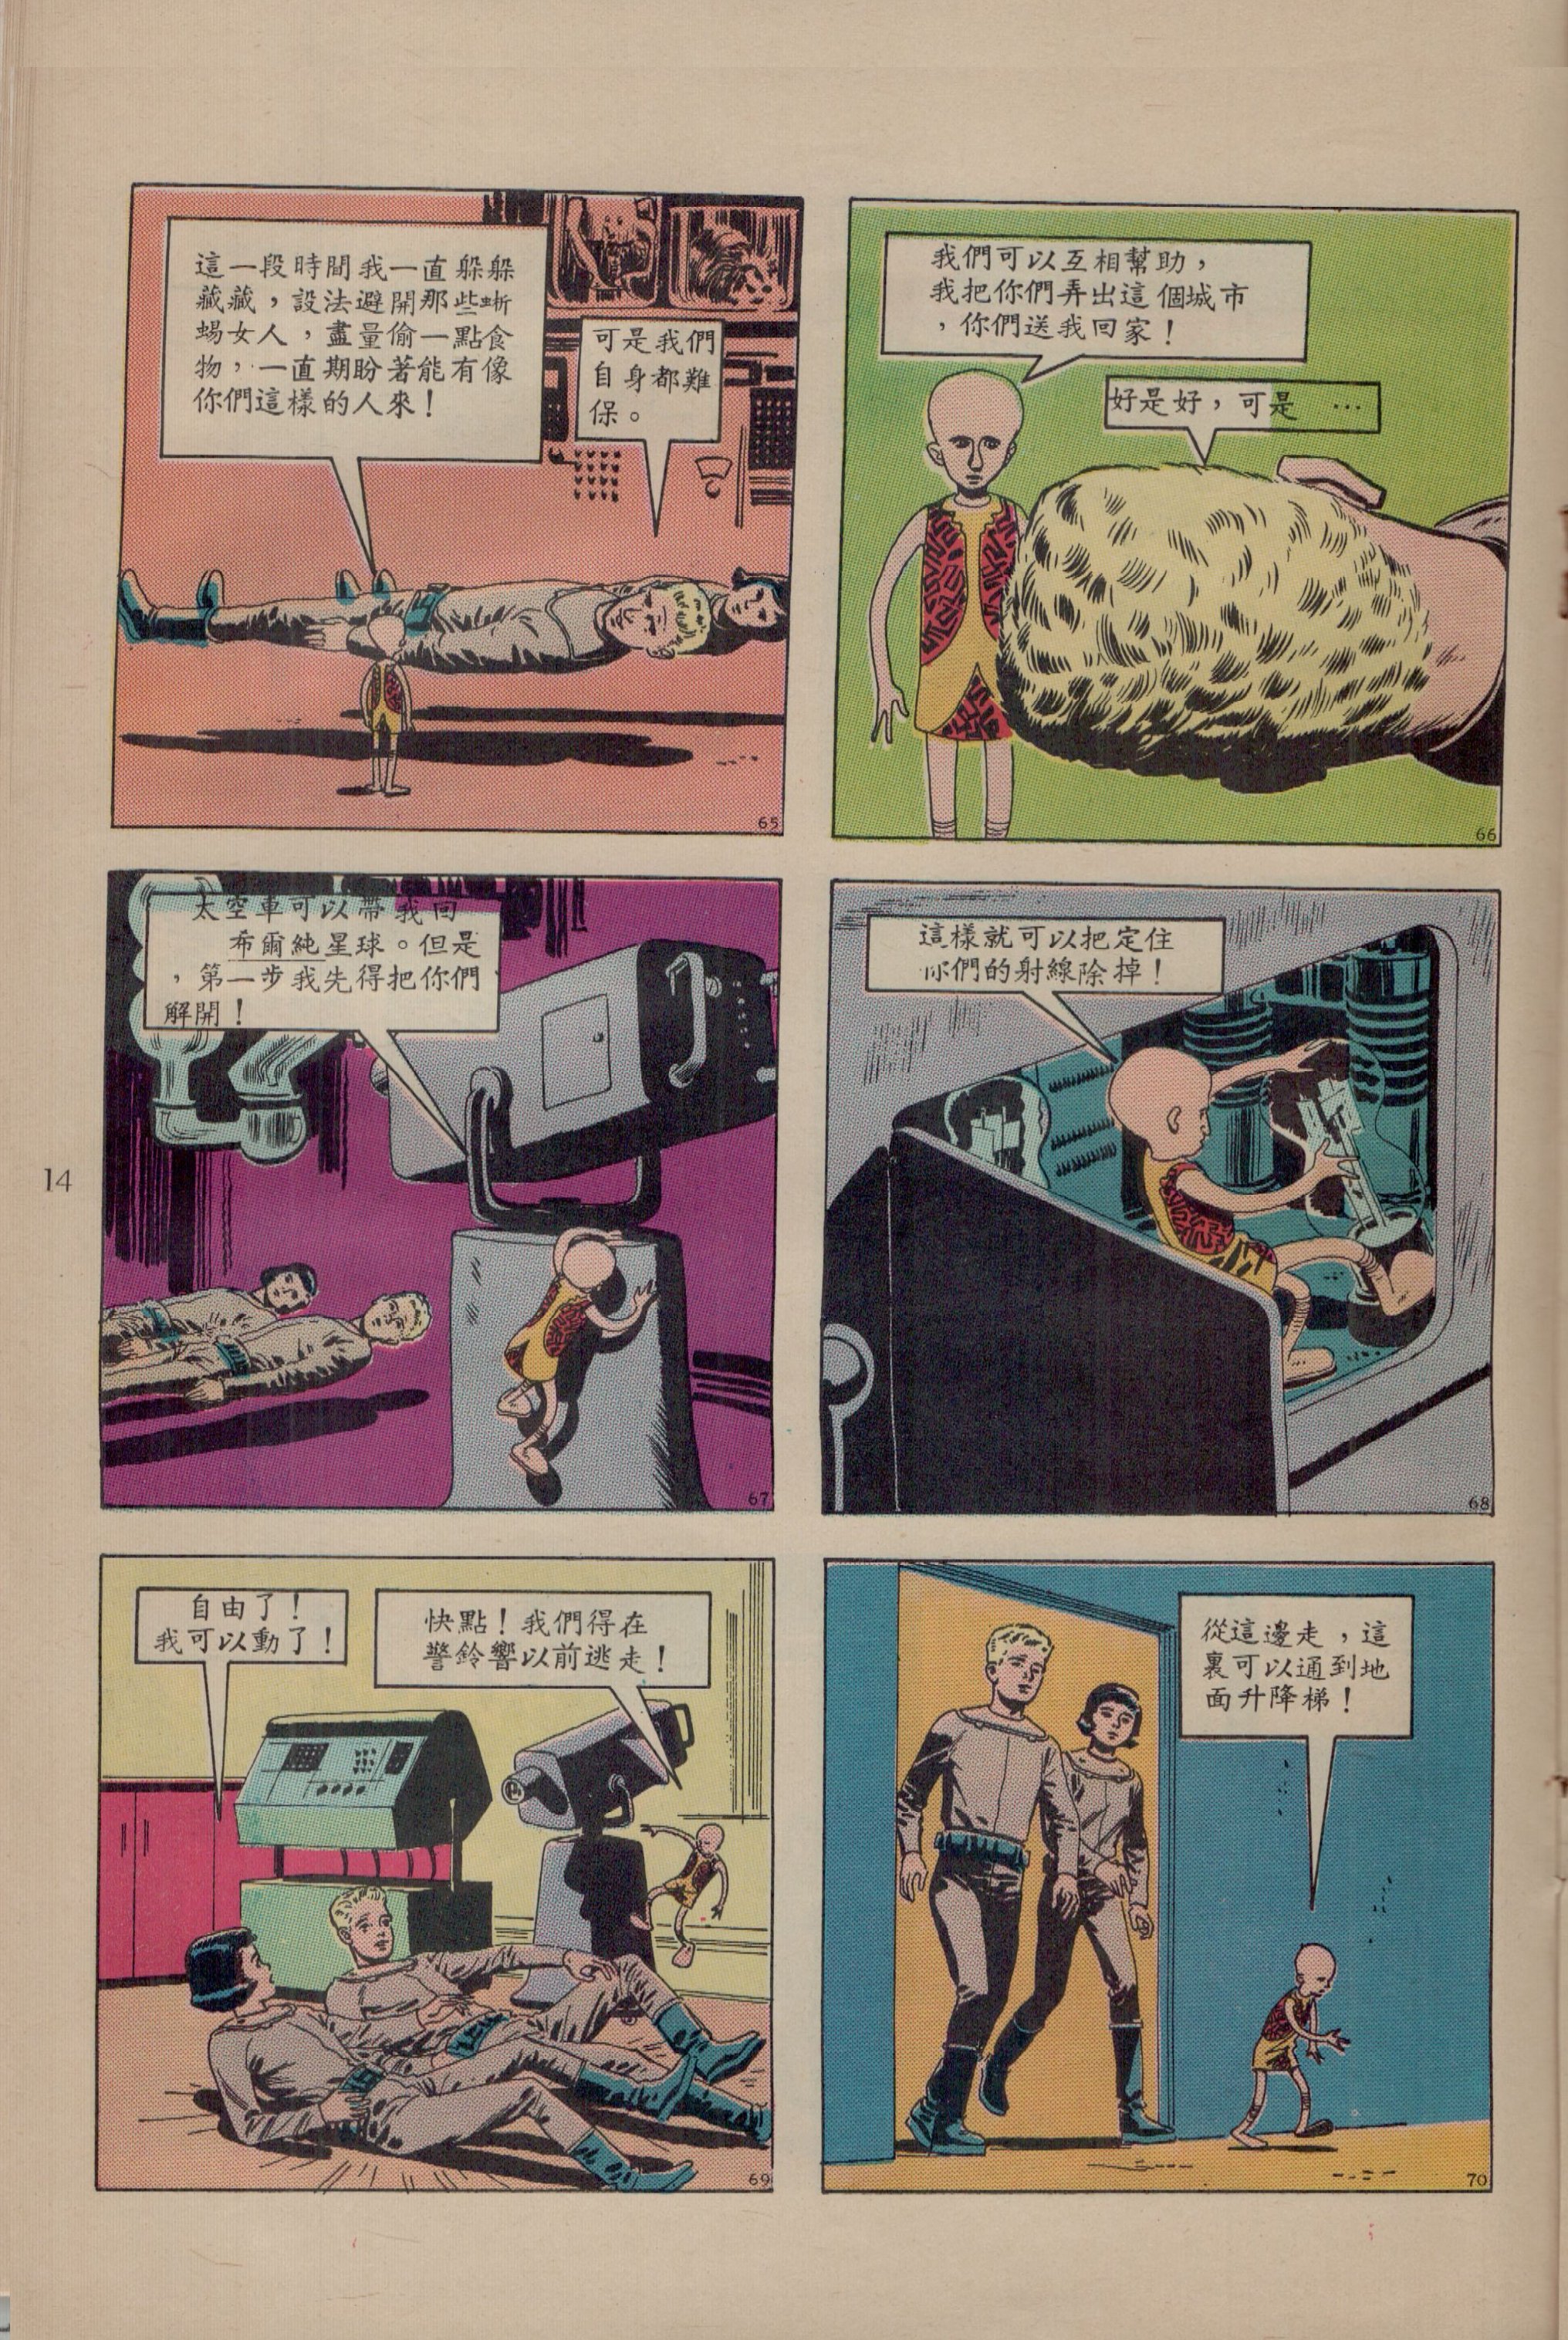 這一段時間我一直躲躲
藏藏，設法避開那些蜥
蜴女人，盡量偷一點食
物，一直期盼著能有像
你們這樣的人來！
可是我們
自身都難
保。
65
我們可以互相幫助，
我把你們弄出這個城市
，你們送我回家！
好是好，可是 …
66
太空車可以帶我回
希爾純星球。但是
，第一步我先得把你們
解開！
67
這樣就可以把定住
你們的射線除掉！
68
14
自由了！
我可以動了！
快點！我們得在
警鈴響以前逃走！
69
從這邊走，這
裏可以通到地
面升降梯！
70